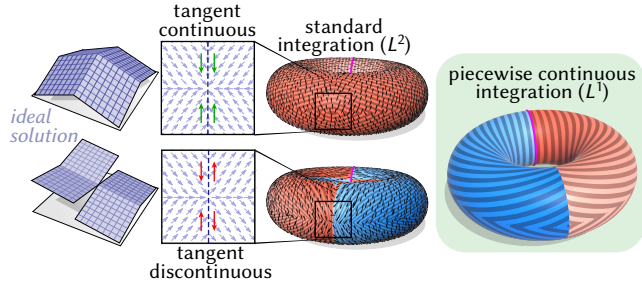 tangent
continuous
standard
integration (L²)
piecewise continuous
integration (L¹)
ideal
solution
tangent
discontinuous